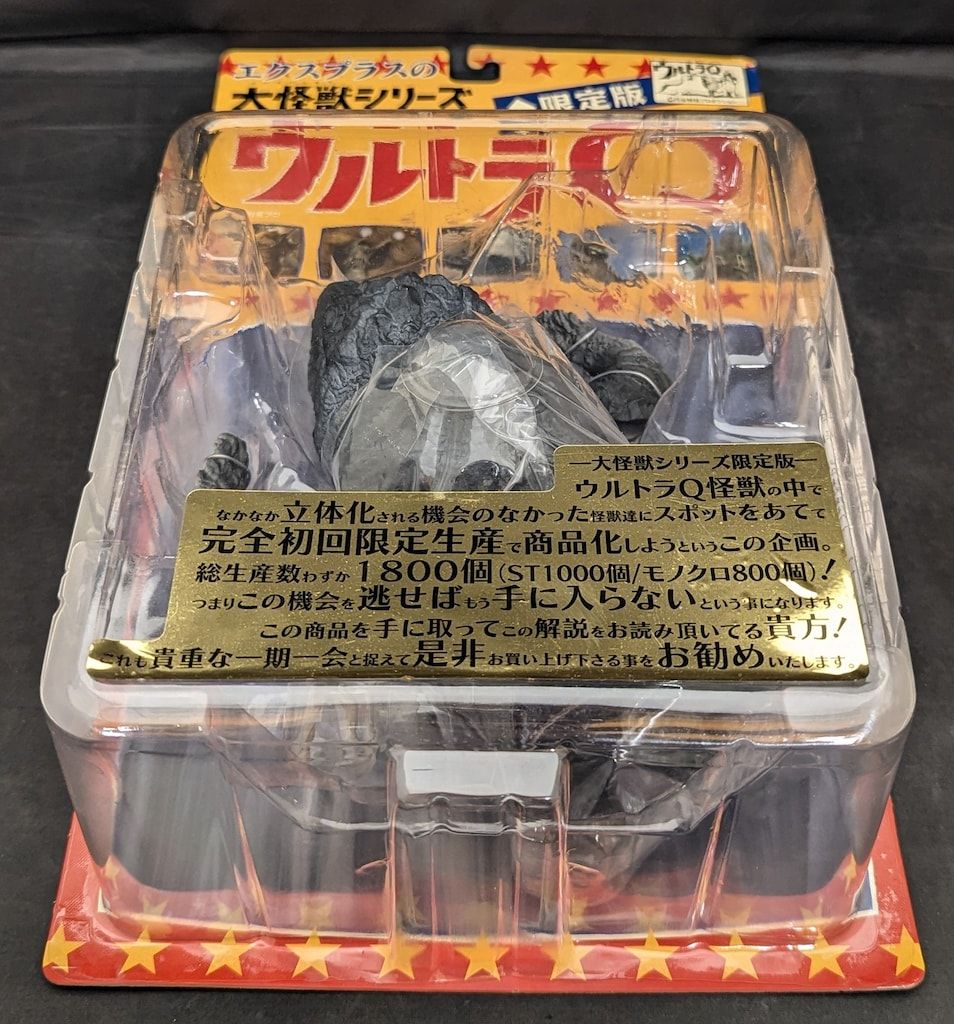 エクスプラスの
大怪獣シリーズ
限定版
ウルトラQ
ウルトラQ
―大怪獣シリーズ限定版―
ウルトラQ怪獣の中で
なかなか立体化される機会のなかった怪獣達にスポットをあてて
完全初回限定生産で商品化しようというこの企画。
総生産数わずか1800個(ST1000個/モノクロ800個)!
つまりこの機会を逃せばもう手に入らないという事になります。
この商品を手に取ってこの解説をお読み頂いてる貴方!
これも貴重な一期一会と捉えて是非お買い上げ下さる事をお勧めいたします。